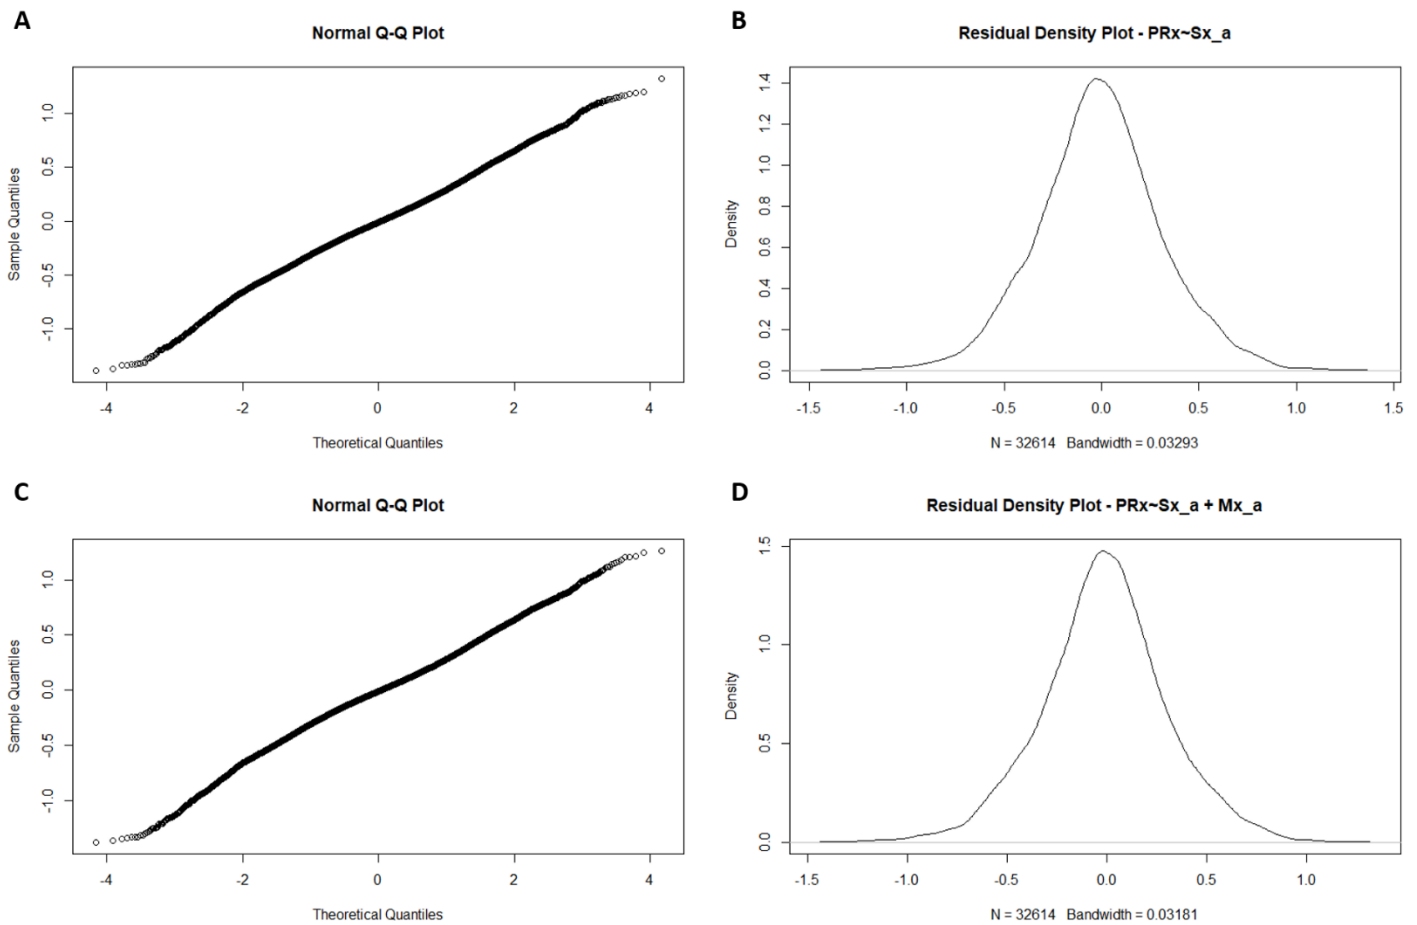 A
Normal Q-Q Plot
Sample Quantiles
1.0
0.5
0.0
-0.5
-1.0
-4 -2 0 2 4
Theoretical Quantiles
B
Residual Density Plot - PRx~Sx_a
Density
1.4
1.2
1.0
0.8
0.6
0.4
0.2
0.0
-1.5 -1.0 -0.5 0.0 0.5 1.0 1.5
N = 32614 Bandwidth = 0.03293
C
Normal Q-Q Plot
Sample Quantiles
1.0
0.5
0.0
-0.5
-1.0
-4 -2 0 2 4
Theoretical Quantiles
D
Residual Density Plot - PRx~Sx_a + Mx_a
Density
1.5
1.0
0.5
0.0
-1.5 -1.0 -0.5 0.0 0.5 1.0
N = 32614 Bandwidth = 0.03181